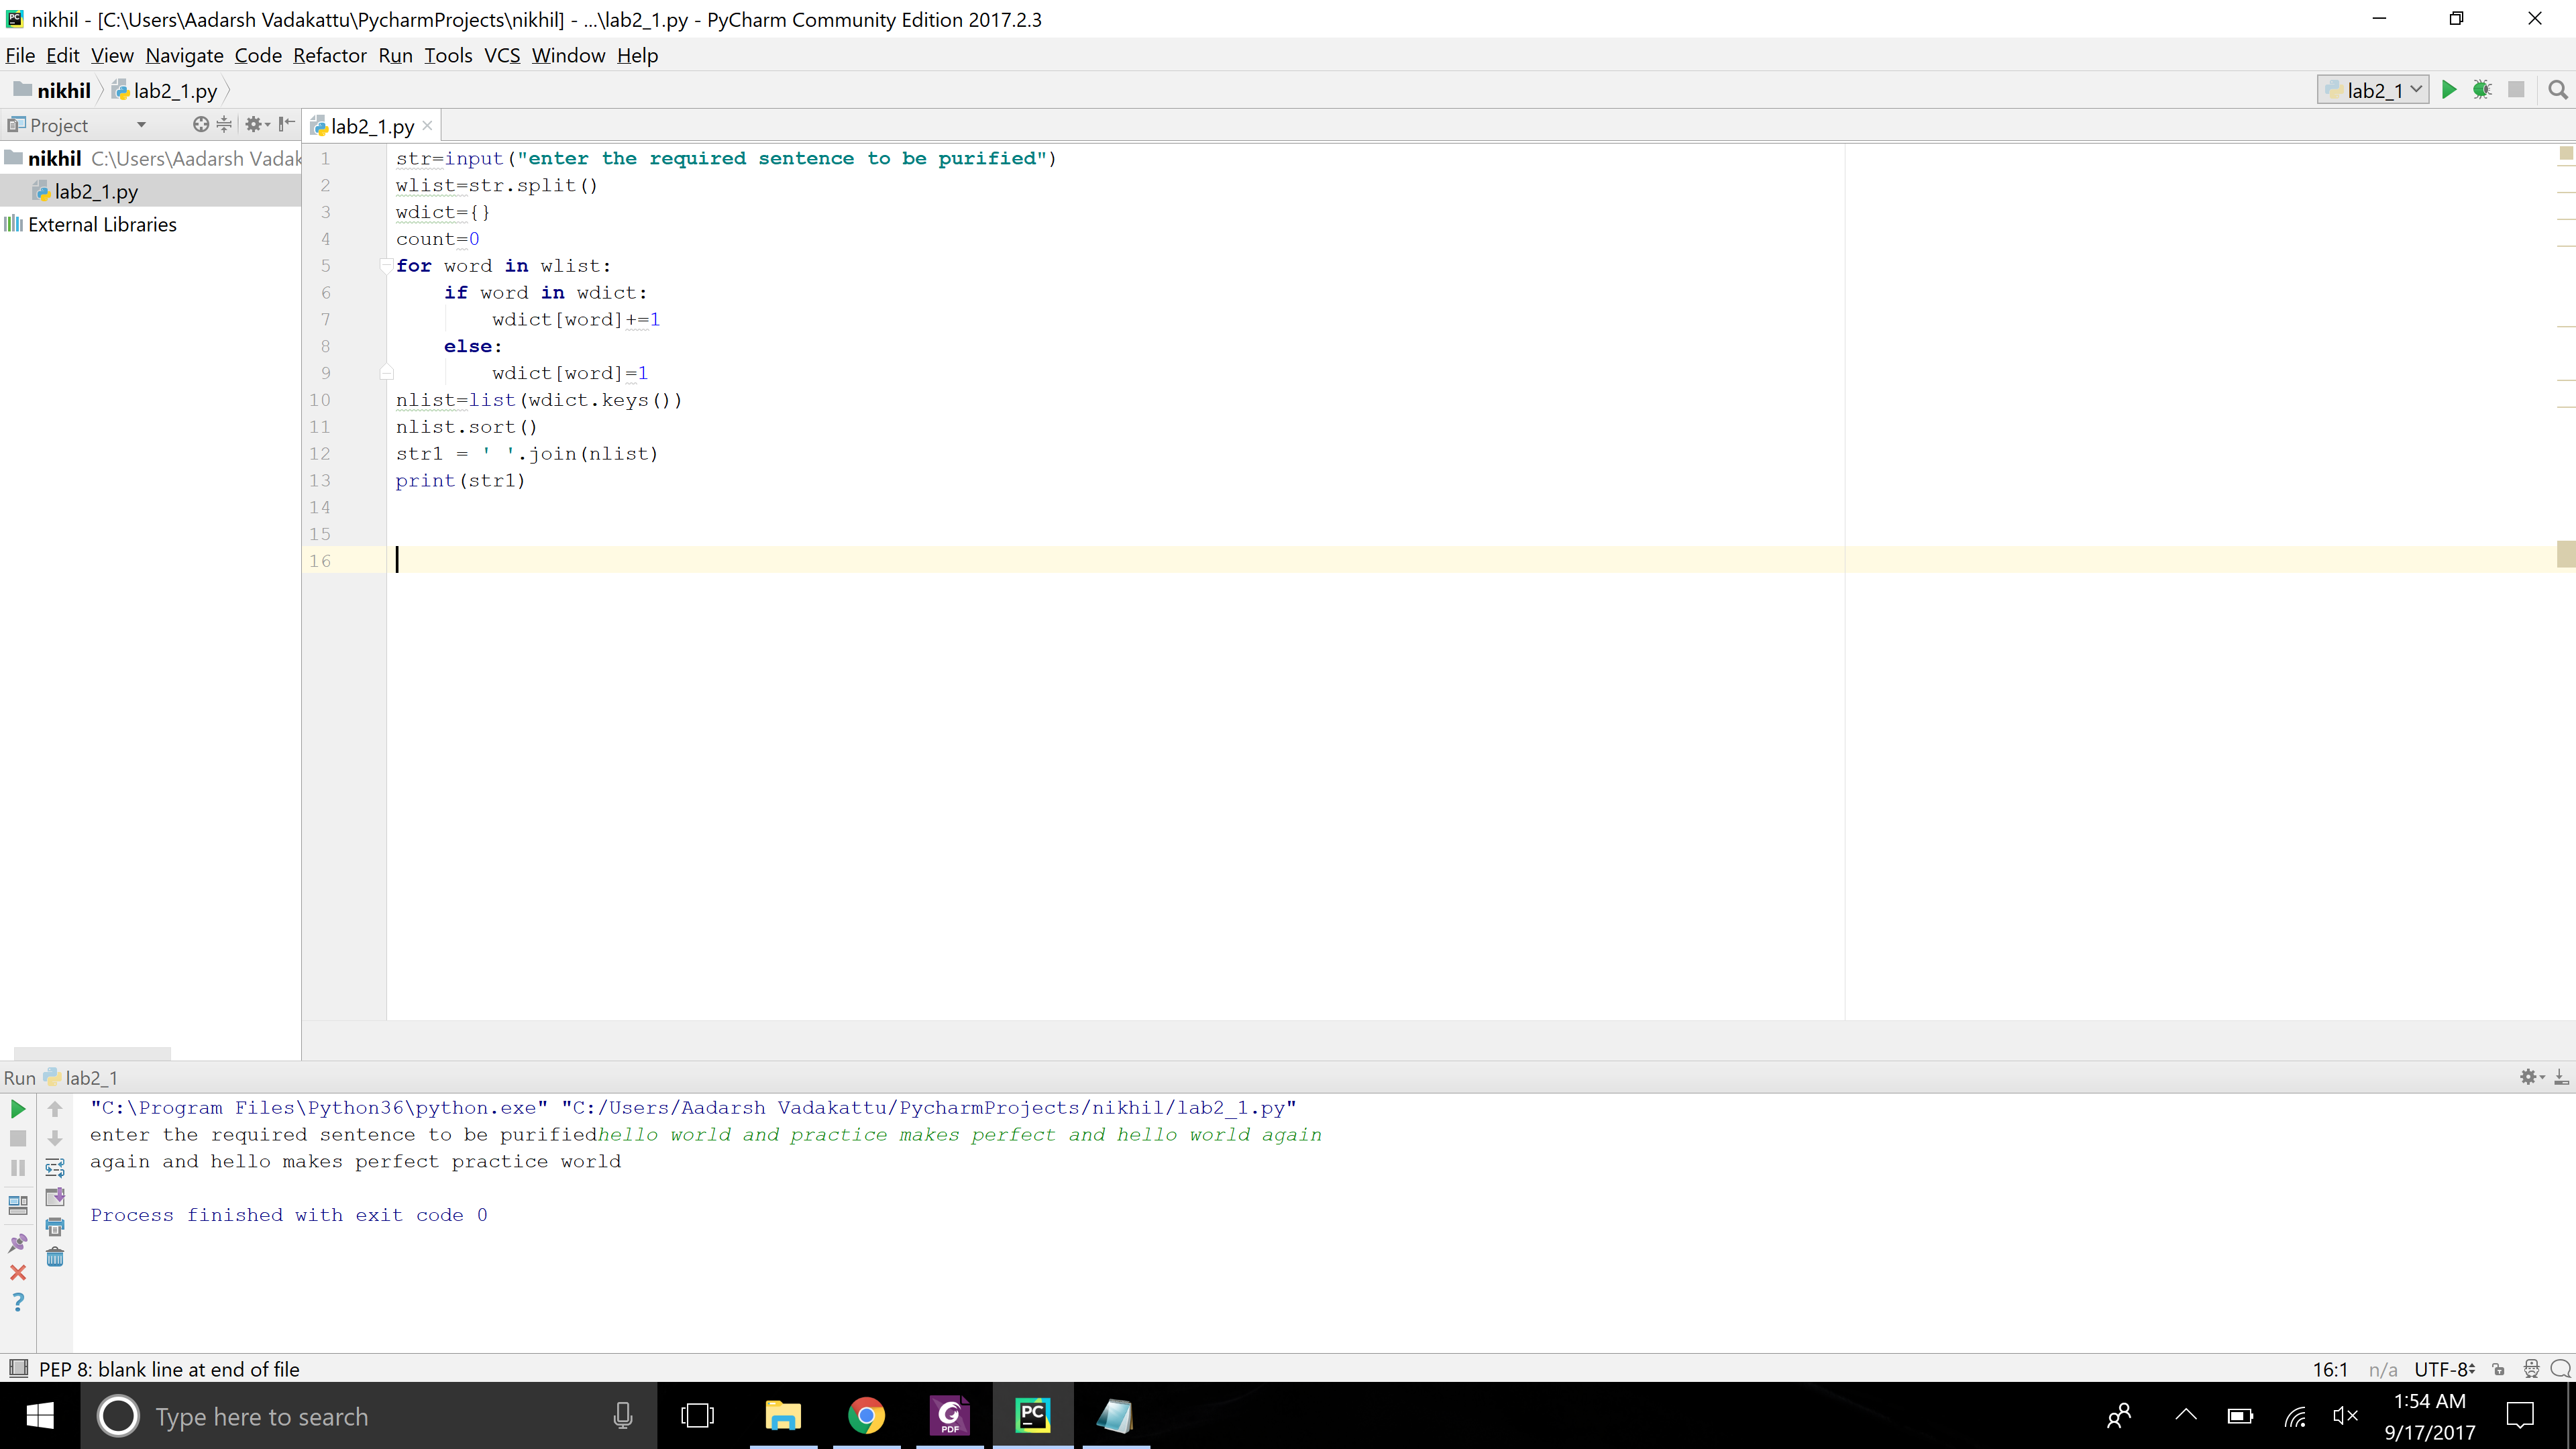 nikhil - [C:\Users\Aadarsh Vadakattu\PycharmProjects\nikhil] - ...\lab2_1.py - PyCharm Community Edition 2017.2.3
File Edit View Navigate Code Refactor Run Tools VCS Window Help
nikhil lab2_1.py lab2_1
Project lab2_1.py
nikhil C:\Users\Aadarsh Vadak
lab2_1.py
External Libraries
1 str=input("enter the required sentence to be purified")
2 wlist=str.split()
3 wdict={}
4 count=0
5 for word in wlist:
6 if word in wdict:
7 wdict[word]+=1
8 else:
9 wdict[word]=1
10 nlist=list(wdict.keys())
11 nlist.sort()
12 str1 = ' '.join(nlist)
13 print(str1)
14
15
16
Run lab2_1
"C:\Program Files\Python36\python.exe" "C:/Users/Aadarsh Vadakattu/PycharmProjects/nikhil/lab2_1.py"
enter the required sentence to be purifiedhello world and practice makes perfect and hello world again
again and hello makes perfect practice world
Process finished with exit code 0
PEP 8: blank line at end of file 16:1 n/a UTF-8
Type here to search
PDF
PC
1:54 AM
9/17/2017